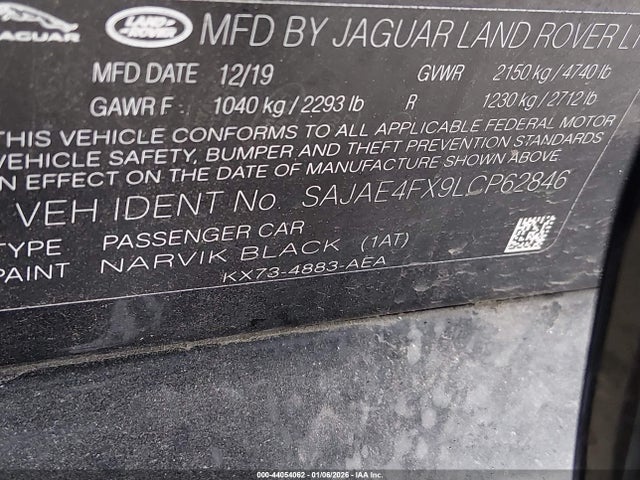 JAGUAR LAND ROVER MFD BY JAGUAR LAND ROVER LT
MFD DATE 12/19 GVWR 2150 kg / 4740 lb
GAWR F 1040 kg / 2293 lb R 1230 kg / 2712 lb
THIS VEHICLE CONFORMS TO ALL APPLICABLE FEDERAL MOTOR
VEHICLE SAFETY, BUMPER AND THEFT PREVENTION STANDARDS
IN EFFECT ON THE DATE OF MANUFACTURE SHOWN ABOVE
VEH IDENT No. SAJAE4FX9LCP62846
TYPE PASSENGER CAR
PAINT NARVIK BLACK (1AT)
KX73-4883-AEA
000-44054062 - 01/06/2026 - IAA Inc.